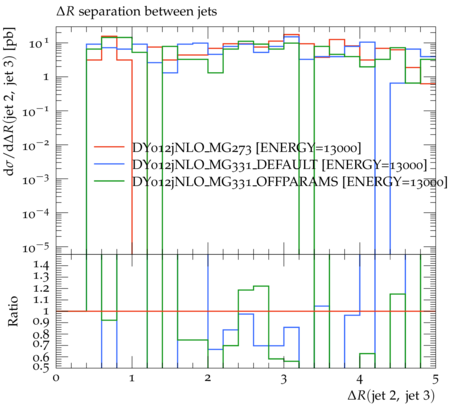 ΔR separation between jets
dσ/dΔR(jet 2, jet 3) [pb]
10^1
1
10^−1
10^−2
10^−3
10^−4
10^−5
DY012jNLO_MG273 [ENERGY=13000]
DY012jNLO_MG331_DEFAULT [ENERGY=13000]
DY012jNLO_MG331_OFFPARAMS [ENERGY=13000]
Ratio
1.4
1.3
1.2
1.1
1
0.9
0.8
0.7
0.6
0.5
0 1 2 3 4 5
ΔR(jet 2, jet 3)